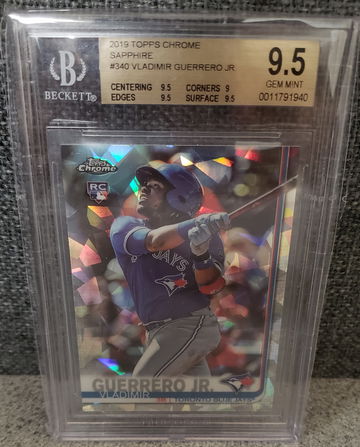 2019 TOPPS CHROME
SAPPHIRE
#340 VLADIMIR GUERRERO JR.
CENTERING 9.5 CORNERS 9
EDGES 9.5 SURFACE 9.5
9.5
GEM MINT
0011791940
B
BECKETT
Topps
Chrome
RC
JAYS
GUERRERO JR.
VLADIMIR
TORONTO BLUE JAYS